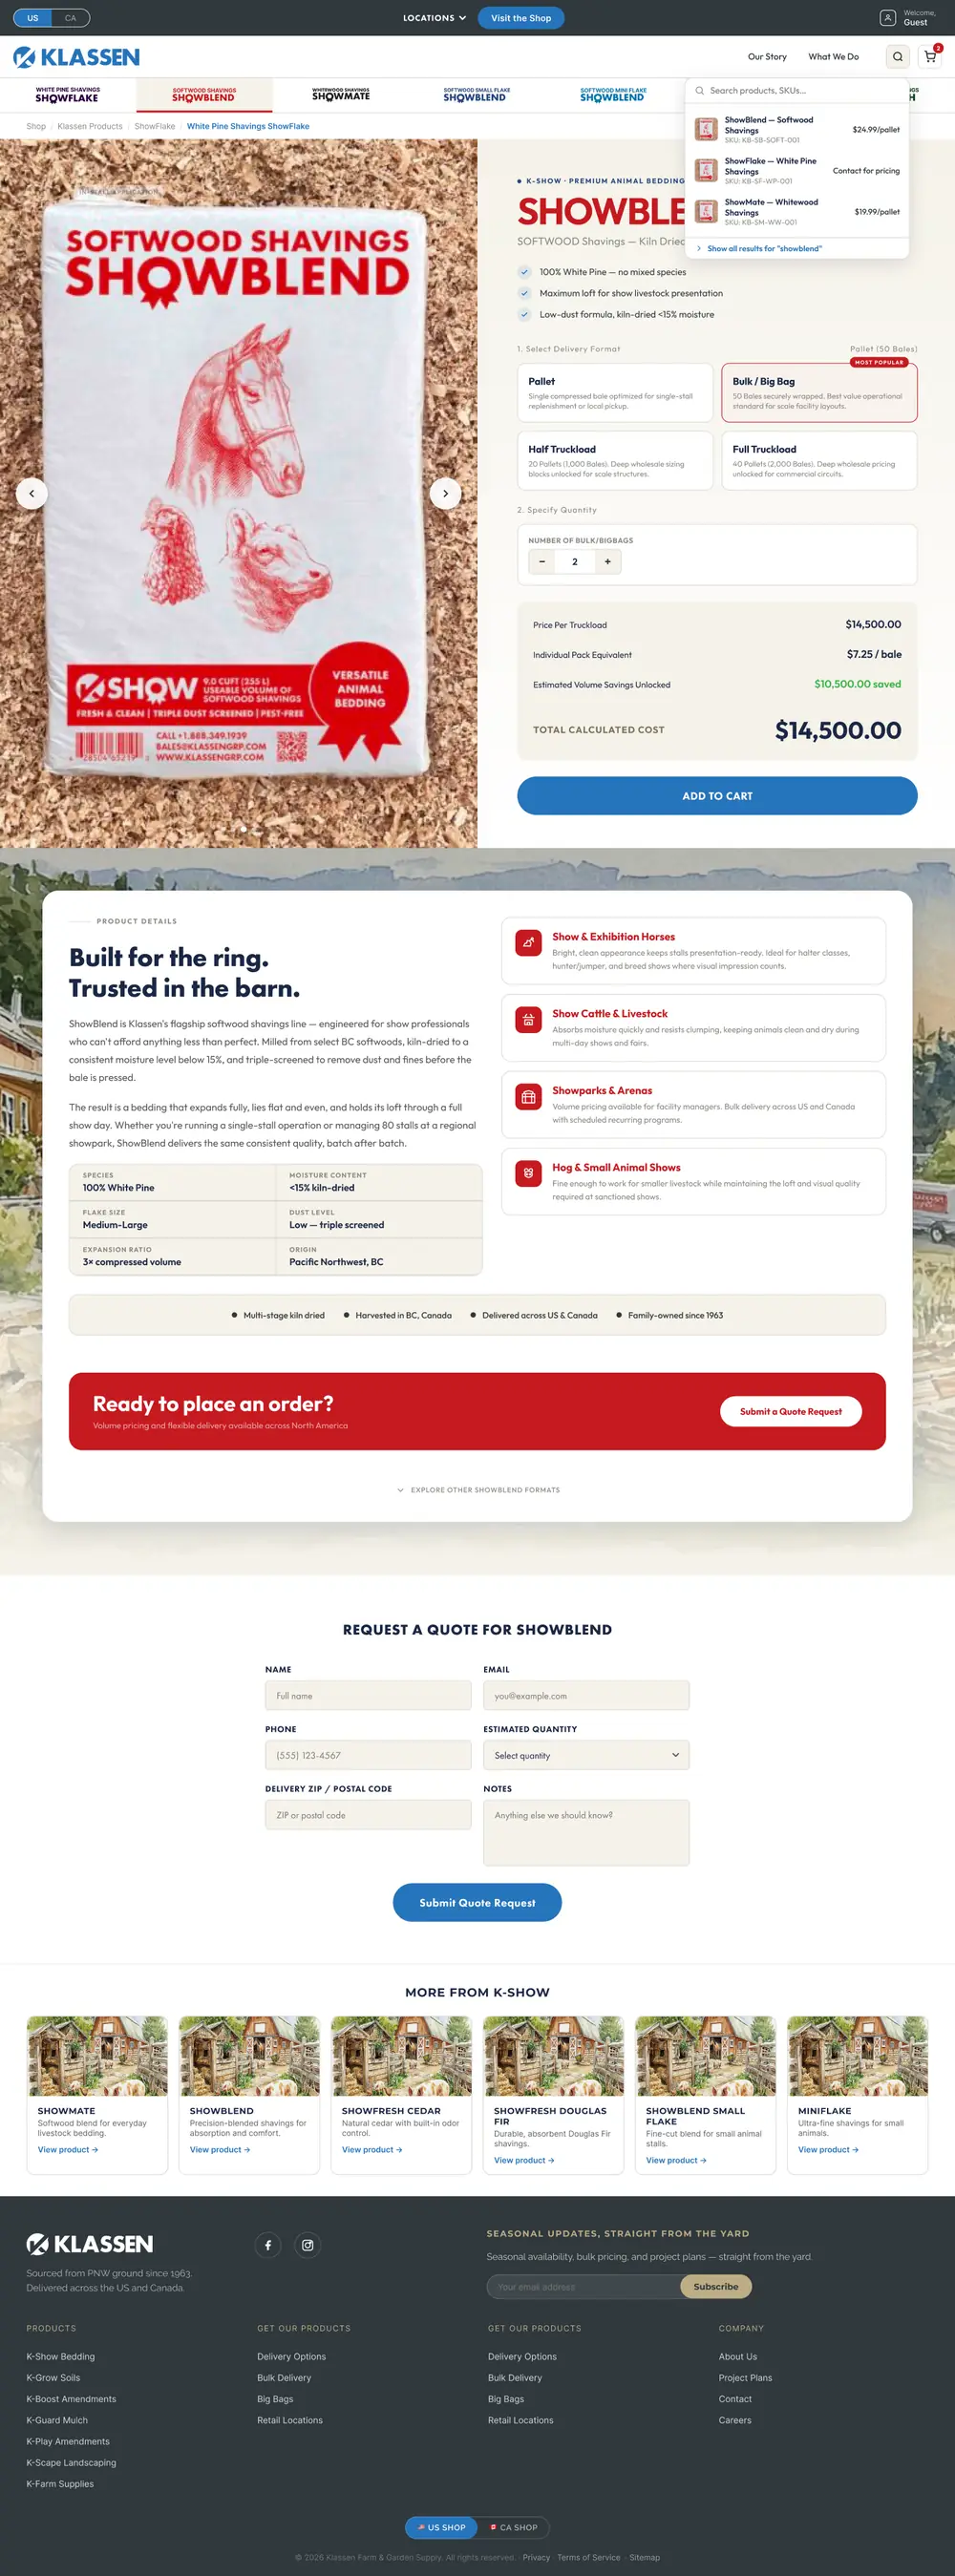 US CA
LOCATIONS
Visit the Shop
Welcome,
Guest
KLASSEN
Our Story What We Do
2
WHITE PINE SHAVINGS
SHOWFLAKE
SOFTWOOD SHAVINGS
SHOWBLEND
WHITEWOOD SHAVINGS
SHOWMATE
SOFTWOOD SMALL FLAKE
SHOWBLEND
SOFTWOOD MINI FLAKE
SHOWBLEND
Search products, SKUs...
ShowBlend — Softwood
Shavings
SKU: KB-SB-SOFT-001
$24.99/pallet
ShowFlake — White Pine
Shavings
SKU: KB-SF-WP-001
Contact for pricing
ShowMate — Whitewood
Shavings
SKU: KB-SM-WW-001
$19.99/pallet
Show all results for "showblend"
Shop / Klassen Products / ShowFlake / White Pine Shavings ShowFlake
SOFTWOOD SHAVINGS
SHOWBLEND
SHOW
9.0 CUFT (255 L)
USEABLE VOLUME OF
SOFTWOOD SHAVINGS
FRESH & CLEAN | TRIPLE DUST SCREENED | PEST-FREE
VERSATILE
ANIMAL
BEDDING
CALL +1.888.349.1939
BALES@KLASSENGRP.COM
WWW.KLASSENGRP.COM
K-SHOW · PREMIUM ANIMAL BEDDING
SHOWBLE
SOFTWOOD Shavings — Kiln Dried
100% White Pine — no mixed species
Maximum loft for show livestock presentation
Low-dust formula, kiln-dried <15% moisture
1. Select Delivery Format
Pallet (50 Bales)
MOST POPULAR
Pallet
Single compressed bale optimized for single-stall
replenishment or local pickup.
Bulk / Big Bag
50 Bales securely wrapped. Best value operational
standard for scale facility layouts.
Half Truckload
20 Pallets (1,000 Bales). Deep wholesale sizing
blocks unlocked for scale structures.
Full Truckload
40 Pallets (2,000 Bales). Deep wholesale pricing
unlocked for commercial circuits.
2. Specify Quantity
NUMBER OF BULK/BIGBAGS
− 2 +
Price Per Truckload $14,500.00
Individual Pack Equivalent $7.25 / bale
Estimated Volume Savings Unlocked $10,500.00 saved
TOTAL CALCULATED COST $14,500.00
ADD TO CART
PRODUCT DETAILS
Built for the ring.
Trusted in the barn.
ShowBlend is Klassen's flagship softwood shavings line — engineered for show professionals
who can't afford anything less than perfect. Milled from select BC softwoods, kiln-dried to a
consistent moisture level below 15%, and triple-screened to remove dust and fines before the
bale is pressed.
The result is a bedding that expands fully, lies flat and even, and holds its loft through a full
show day. Whether you're running a single-stall operation or managing 80 stalls at a regional
showpark, ShowBlend delivers the same consistent quality, batch after batch.
SPECIES
100% White Pine
MOISTURE CONTENT
<15% kiln-dried
FLAKE SIZE
Medium-Large
DUST LEVEL
Low — triple screened
EXPANSION RATIO
3× compressed volume
ORIGIN
Pacific Northwest, BC
Show & Exhibition Horses
Bright, clean appearance keeps stalls presentation-ready. Ideal for halter classes,
hunter/jumper, and breed shows where visual impression counts.
Show Cattle & Livestock
Absorbs moisture quickly and resists clumping, keeping animals clean and dry during
multi-day shows and fairs.
Showparks & Arenas
Volume pricing available for facility managers. Bulk delivery across US and Canada
with scheduled recurring programs.
Hog & Small Animal Shows
Fine enough to work for smaller livestock while maintaining the loft and visual quality
required at sanctioned shows.
Multi-stage kiln dried
Harvested in BC, Canada
Delivered across US & Canada
Family-owned since 1963
Ready to place an order?
Volume pricing and flexible delivery available across North America
Submit a Quote Request
EXPLORE OTHER SHOWBLEND FORMATS
REQUEST A QUOTE FOR SHOWBLEND
NAME
Full name
EMAIL
you@example.com
PHONE
(555) 123-4567
ESTIMATED QUANTITY
Select quantity
DELIVERY ZIP / POSTAL CODE
ZIP or postal code
NOTES
Anything else we should know?
Submit Quote Request
MORE FROM K-SHOW
SHOWMATE
Softwood blend for everyday
livestock bedding.
View product →
SHOWBLEND
Precision-blended shavings for
absorption and comfort.
View product →
SHOWFRESH CEDAR
Natural cedar with built-in odor
control.
View product →
SHOWFRESH DOUGLAS
FIR
Durable, absorbent Douglas Fir
shavings.
View product →
SHOWBLEND SMALL
FLAKE
Fine-cut blend for small animal
stalls.
View product →
MINIFLAKE
Ultra-fine shavings for small
animals.
View product →
KLASSEN
Sourced from PNW ground since 1963.
Delivered across the US and Canada.
SEASONAL UPDATES, STRAIGHT FROM THE YARD
Seasonal availability, bulk pricing, and project plans — straight from the yard.
Your email address
Subscribe
PRODUCTS
K-Show Bedding
K-Grow Soils
K-Boost Amendments
K-Guard Mulch
K-Play Amendments
K-Scape Landscaping
K-Farm Supplies
GET OUR PRODUCTS
Delivery Options
Bulk Delivery
Big Bags
Retail Locations
GET OUR PRODUCTS
Delivery Options
Bulk Delivery
Big Bags
Retail Locations
COMPANY
About Us
Project Plans
Contact
Careers
US SHOP CA SHOP
© 2026 Klassen Farm & Garden Supply. All rights reserved. · Privacy · Terms of Service · Sitemap